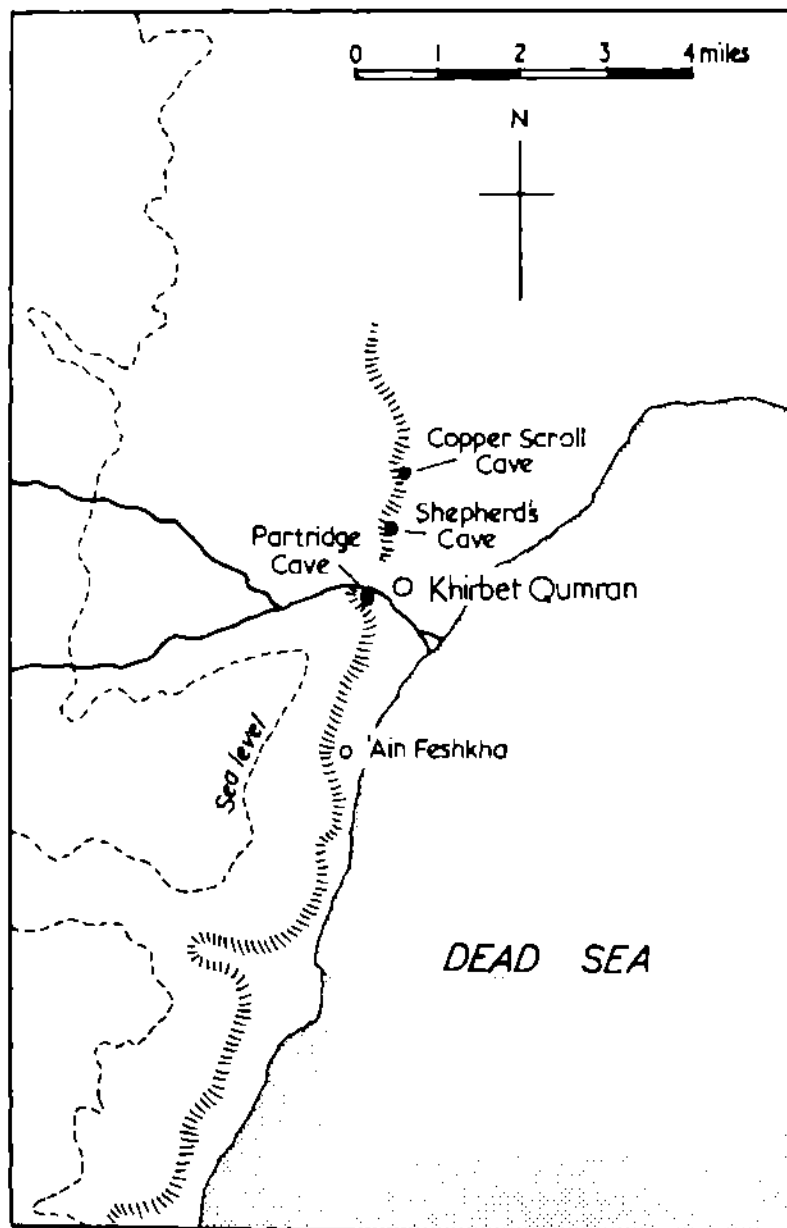 0 1 2 3 4 miles
N
Copper Scroll
Cave
Shepherd's
Cave
Partridge
Cave
Khirbet Qumran
'Ain Feshkha
Sea level
DEAD SEA